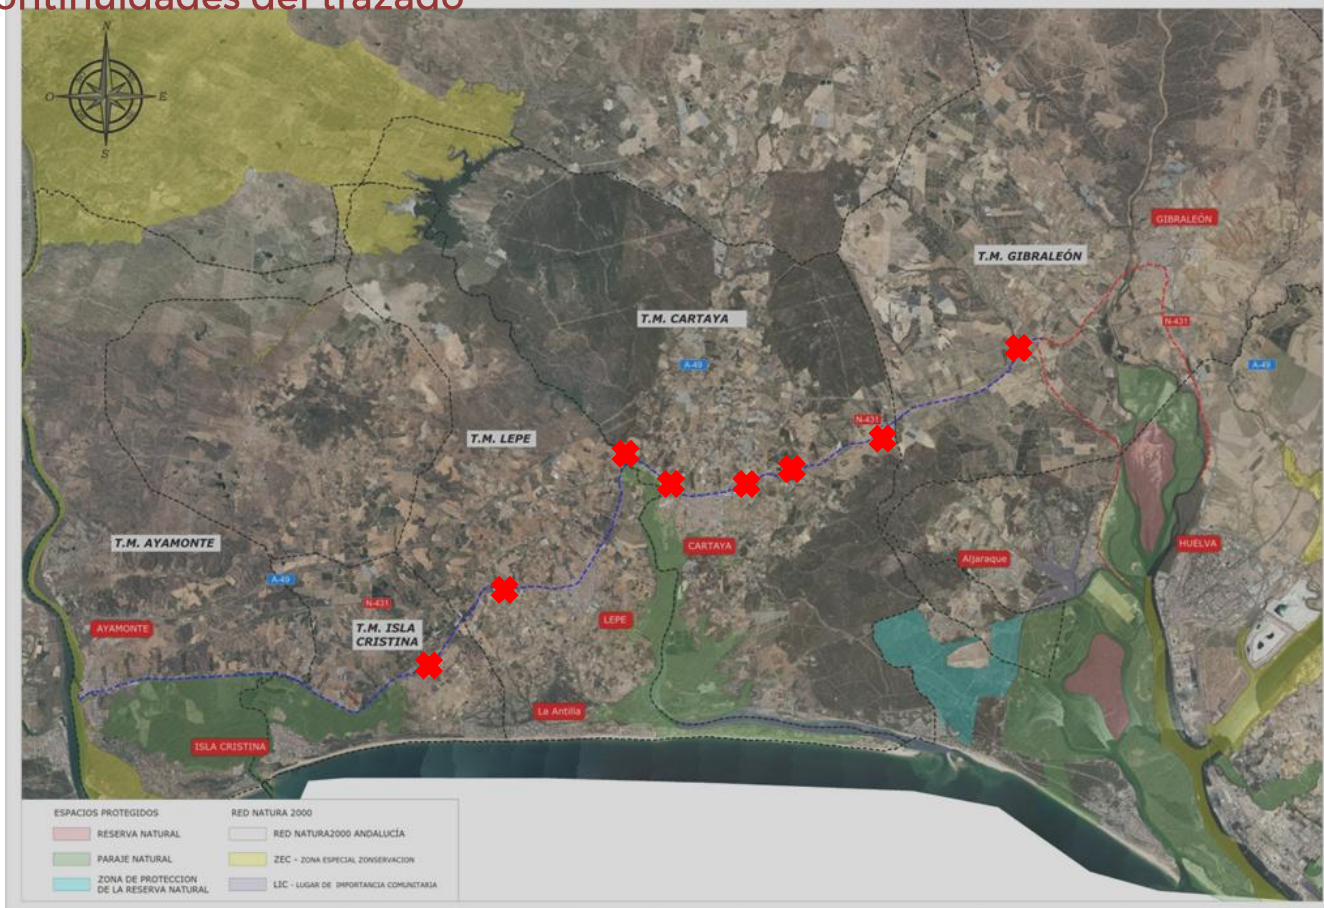 ontinuidades del trazado
N
O
E
S
GIBRALEÓN
T.M. GIBRALEÓN
T.M. CARTAYA
N-431
A-49
A-49
N-431
T.M. LEPE
T.M. AYAMONTE
CARTAYA
HUELVA
Aljaraque
A-49
N-431
LEPE
AYAMONTE
T.M. ISLA
CRISTINA
La Antilla
ISLA CRISTINA
ESPACIOS PROTEGIDOS
RED NATURA 2000
RESERVA NATURAL
RED NATURA2000 ANDALUCÍA
PARAJE NATURAL
ZEC - ZONA ESPECIAL ZONSERVACION
ZONA DE PROTECCION
DE LA RESERVA NATURAL
LIC - LUGAR DE IMPORTANCIA COMUNITARIA